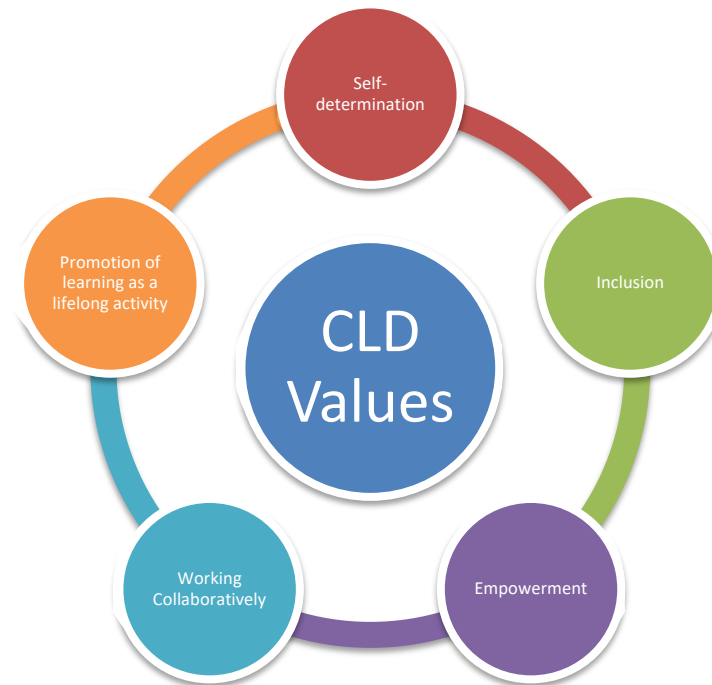 Self-
determination
Inclusion
Empowerment
Working
Collaboratively
Promotion of
learning as a
lifelong activity
CLD
Values